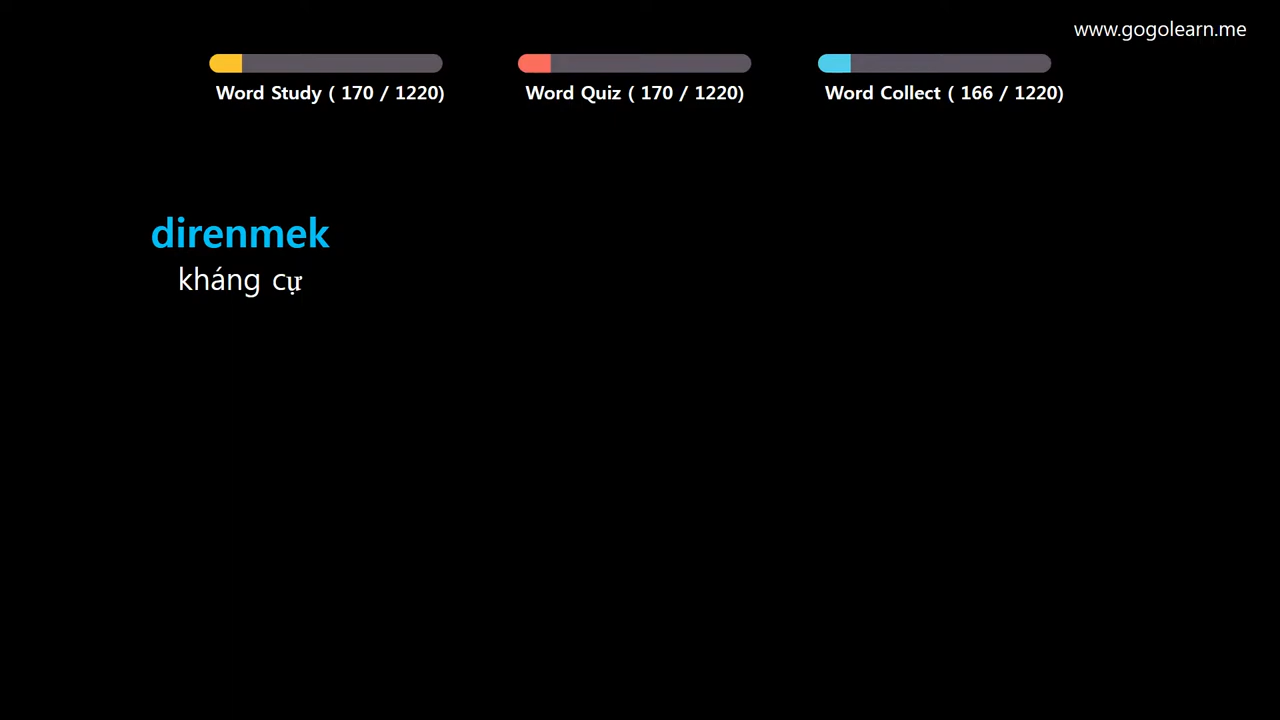 www.gogolearn.me
Word Study ( 170 / 1220)
Word Quiz ( 170 / 1220)
Word Collect ( 166 / 1220)
direnmek
kháng cự